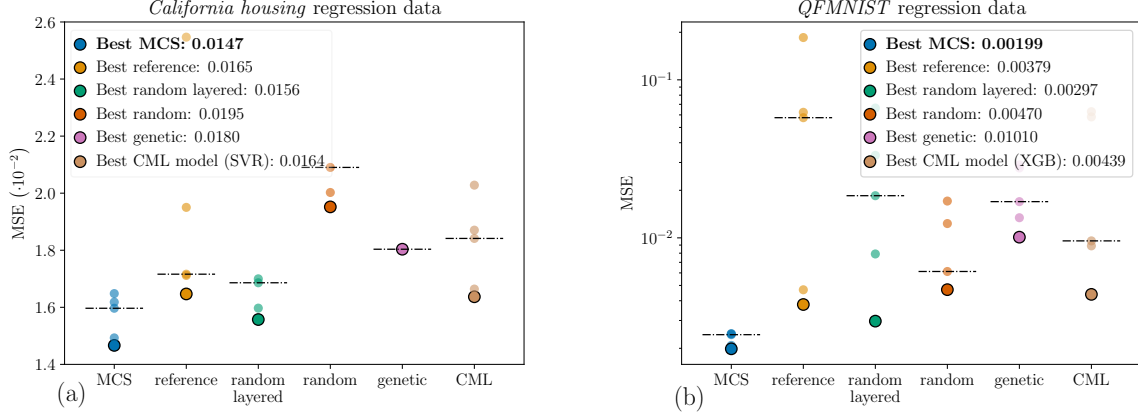 California housing regression data
2.6
2.4
2.2
2.0
1.8
1.6
1.4
MSE (·10⁻²)
Best MCS: 0.0147
Best reference: 0.0165
Best random layered: 0.0156
Best random: 0.0195
Best genetic: 0.0180
Best CML model (SVR): 0.0164
MCS reference random random genetic CML
layered
(a)
QFMNIST regression data
10⁻¹
10⁻²
MSE
Best MCS: 0.00199
Best reference: 0.00379
Best random layered: 0.00297
Best random: 0.00470
Best genetic: 0.01010
Best CML model (XGB): 0.00439
MCS reference random random genetic CML
layered
(b)